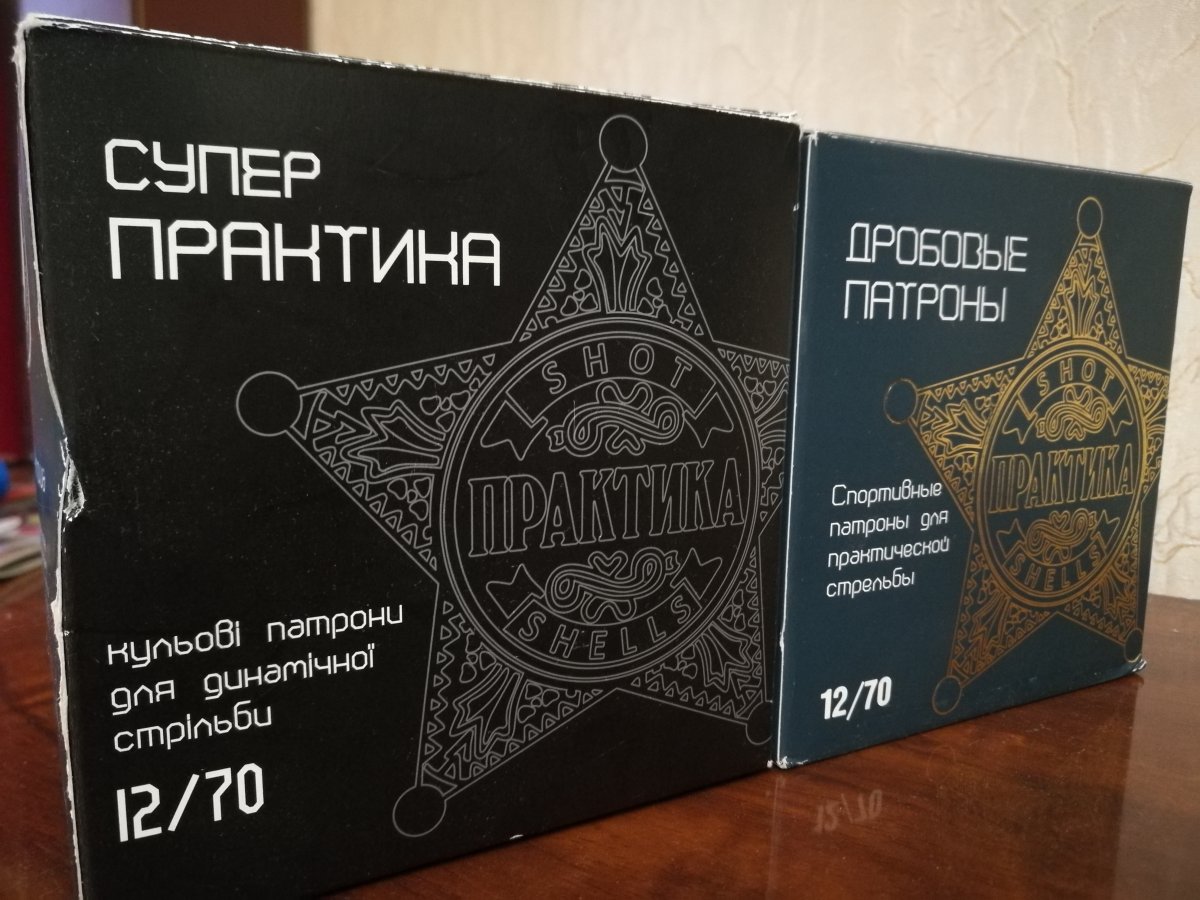 СУПЕР
ПРАКТИКА
SHOT
ПРАКТИКА
SHELLS
кульові патрони
для динамічної
стрільби
12/70
ДРОБОВЫЕ
ПАТРОНЫ
SHOT
ПРАКТИКА
SHELLS
Спортивные
патроны для
практической
стрельбы
12/70